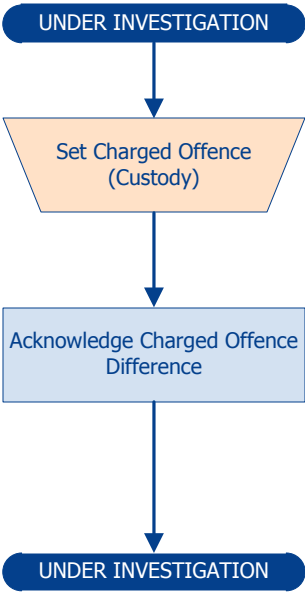 UNDER INVESTIGATION
Set Charged Offence
(Custody)
Acknowledge Charged Offence
Difference
UNDER INVESTIGATION